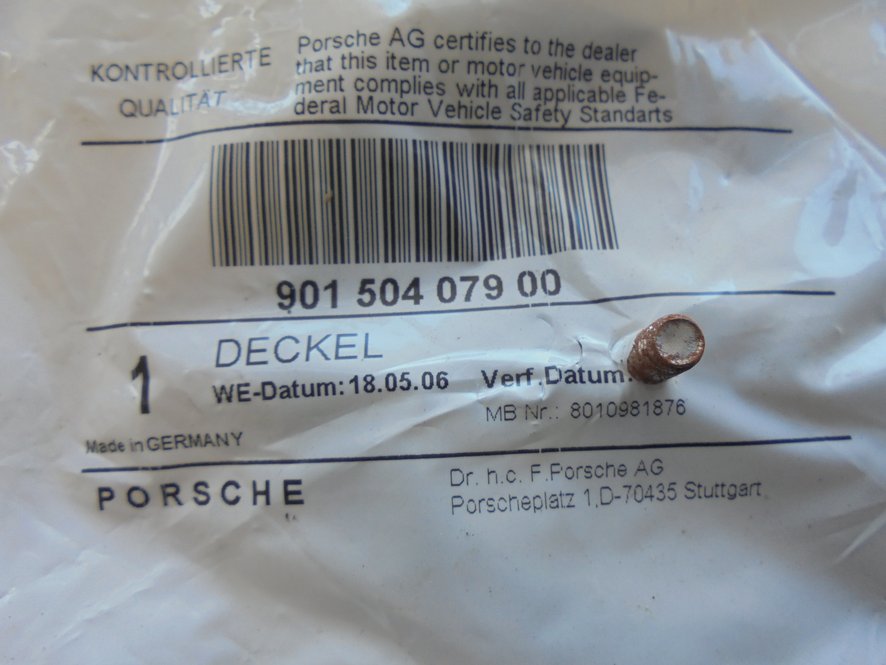 KONTROLLIERTE
QUALITÄT
Porsche AG certifies to the dealer
that this item or motor vehicle equip-
ment complies with all applicable Fe-
deral Motor Vehicle Safety Standarts
901 504 079 00
1
DECKEL
WE-Datum:18.05.06 Verf.Datum:
MB Nr.: 8010981876
Made in GERMANY
PORSCHE
Dr. h.c. F.Porsche AG
Porscheplatz 1,D-70435 Stuttgart